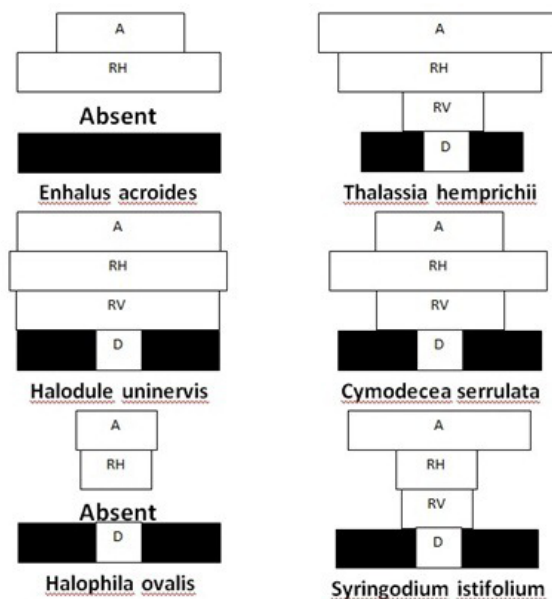 A
RH
Absent
Enhalus acroides
A
RH
RV
D
Thalassia hemprichii
A
RH
RV
D
Halodule uninervis
A
RH
RV
D
Cymodecea serrulata
A
RH
Absent
D
Halophila ovalis
A
RH
RV
D
Syringodium istifolium